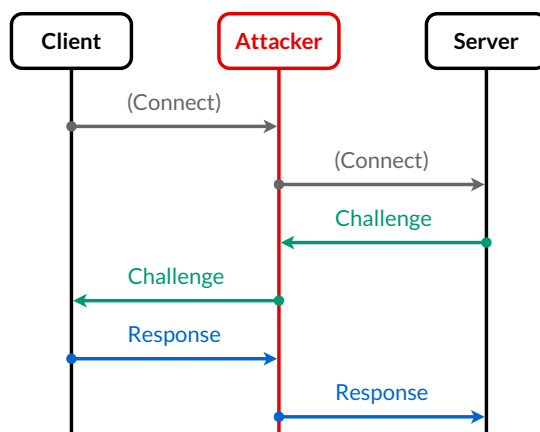 Client Attacker Server
(Connect)
(Connect)
Challenge
Challenge
Response
Response